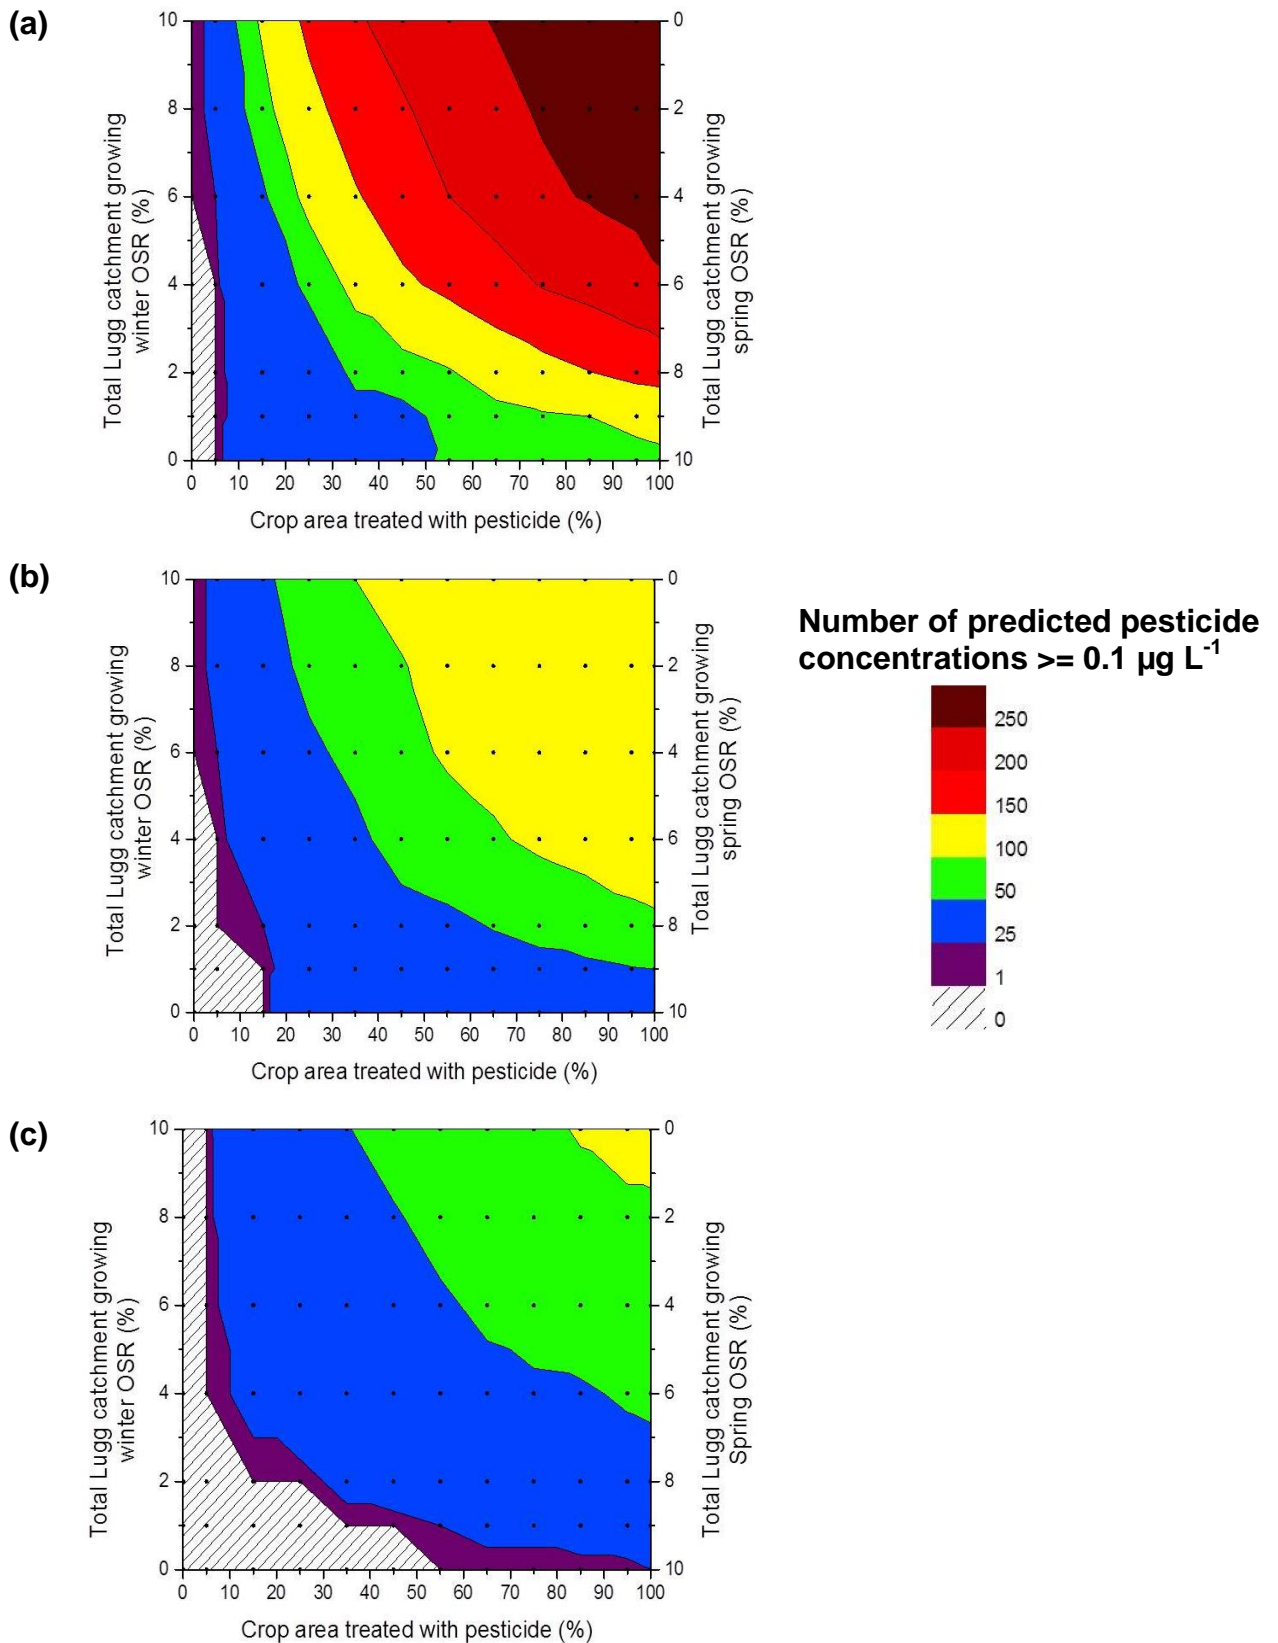 (a)
Total Lugg catchment growing
winter OSR (%)
10
8
6
4
2
0
0
2
4
6
8
10
Total Lugg catchment growing
spring OSR (%)
0 10 20 30 40 50 60 70 80 90 100
Crop area treated with pesticide (%)
(b)
Total Lugg catchment growing
winter OSR (%)
10
8
6
4
2
0
0
2
4
6
8
10
Total Lugg catchment growing
spring OSR (%)
0 10 20 30 40 50 60 70 80 90 100
Crop area treated with pesticide (%)
Number of predicted pesticide
concentrations >= 0.1 µg L⁻¹
250
200
150
100
50
25
1
0
(c)
Total Lugg catchment growing
winter OSR (%)
10
8
6
4
2
0
0
2
4
6
8
10
Total Lugg catchment growing
Spring OSR (%)
0 10 20 30 40 50 60 70 80 90 100
Crop area treated with pesticide (%)